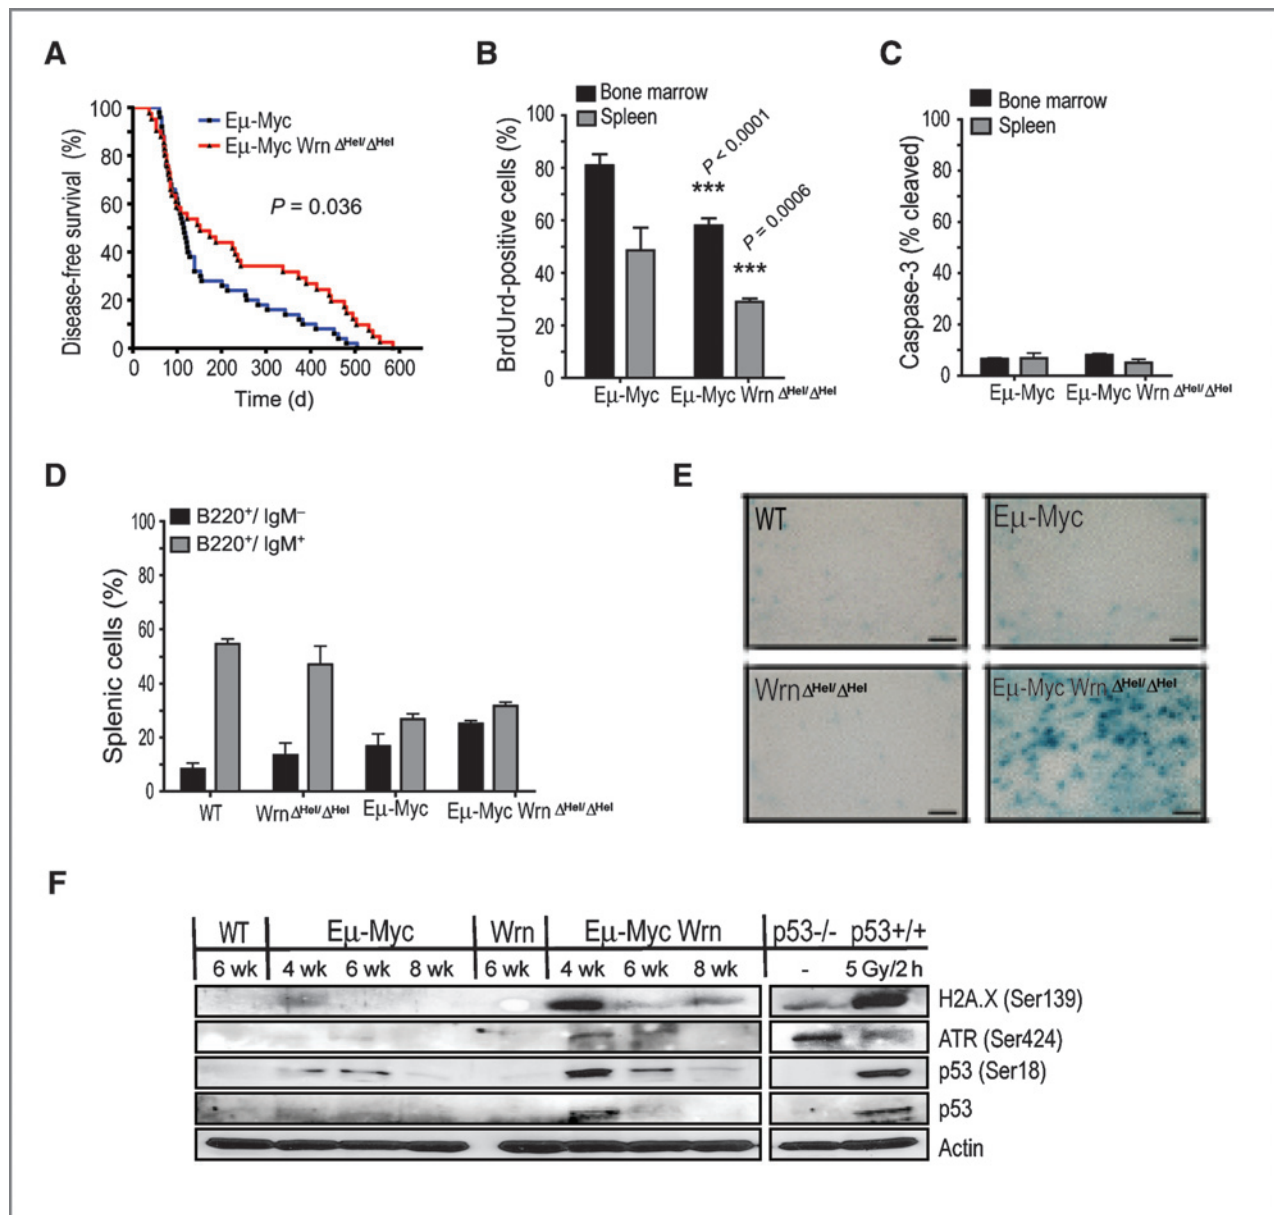 A
100
80
60
40
20
0
Disease-free survival (%)
Eμ-Myc
Eμ-Myc Wrn ΔHel/ΔHel
P = 0.036
0 100 200 300 400 500 600
Time (d)
B
Bone marrow
Spleen
100
80
60
40
20
0
BrdUrd-positive cells (%)
P < 0.0001
***
P = 0.0006
***
Eμ-Myc Eμ-Myc Wrn ΔHel/ΔHel
C
Bone marrow
Spleen
100
80
60
40
20
0
Caspase-3 (% cleaved)
Eμ-Myc Eμ-Myc Wrn ΔHel/ΔHel
D
B220+/ IgM–
B220+/ IgM+
100
80
60
40
20
0
Splenic cells (%)
WT WrnΔHel/ΔHel Eμ-Myc Eμ-Myc Wrn ΔHel/ΔHel
E
WT
Eμ-Myc
WrnΔHel/ΔHel
Eμ-Myc Wrn ΔHel/ΔHel
F
WT Eμ-Myc Wrn Eμ-Myc Wrn p53-/- p53+/+
6 wk 4 wk 6 wk 8 wk 6 wk 4 wk 6 wk 8 wk - 5 Gy/2 h
H2A.X (Ser139)
ATR (Ser424)
p53 (Ser18)
p53
Actin